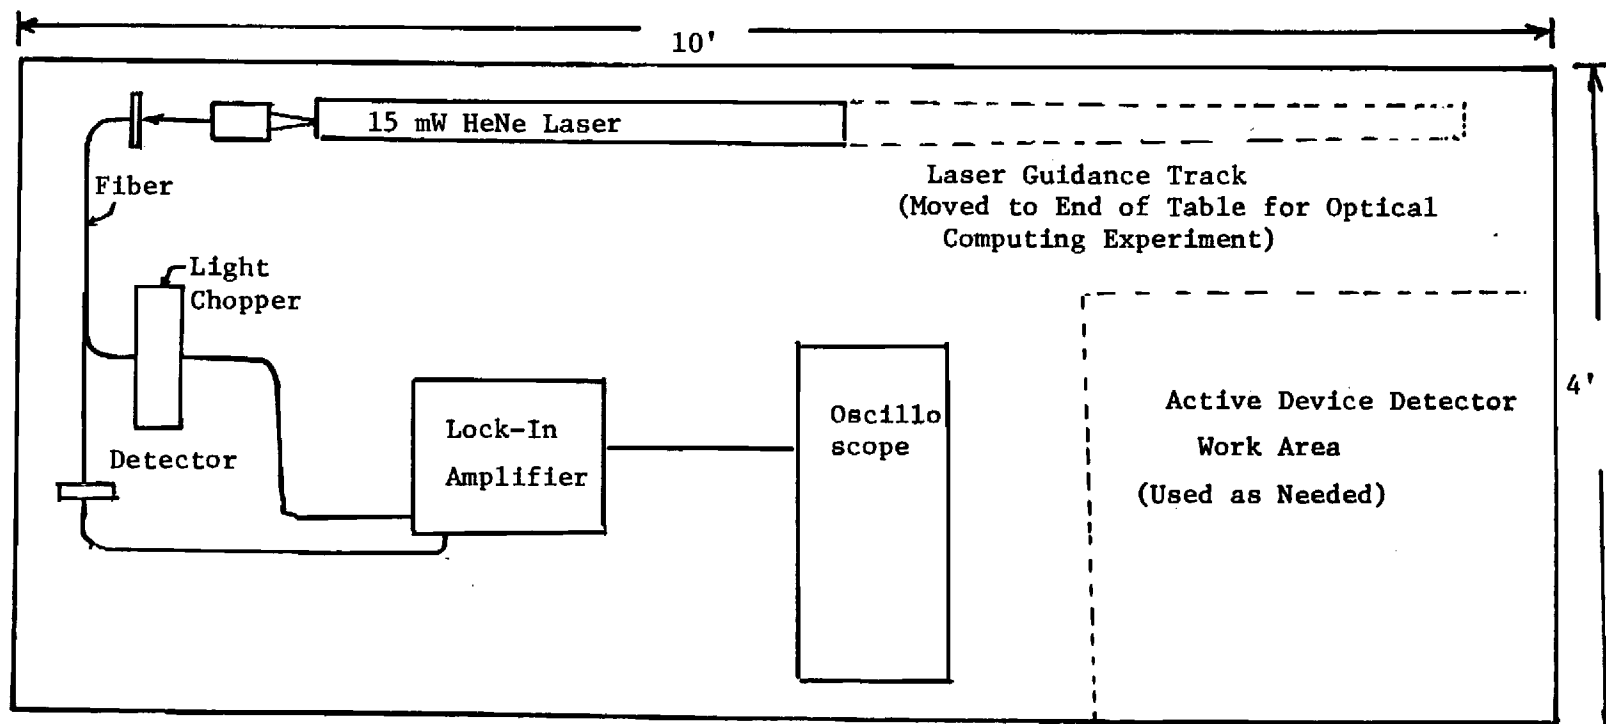 10'
15 mW HeNe Laser
Laser Guidance Track
(Moved to End of Table for Optical
Computing Experiment)
Fiber
Light
Chopper
4'
Detector
Lock-In
Amplifier
Oscillo
scope
Active Device Detector
Work Area
(Used as Needed)